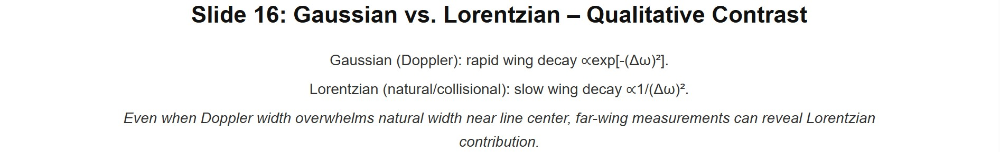 Slide 16: Gaussian vs. Lorentzian – Qualitative Contrast
Gaussian (Doppler): rapid wing decay ∝exp[-(Δω)²].
Lorentzian (natural/collisional): slow wing decay ∝1/(Δω)².
Even when Doppler width overwhelms natural width near line center, far-wing measurements can reveal Lorentzian
contribution.